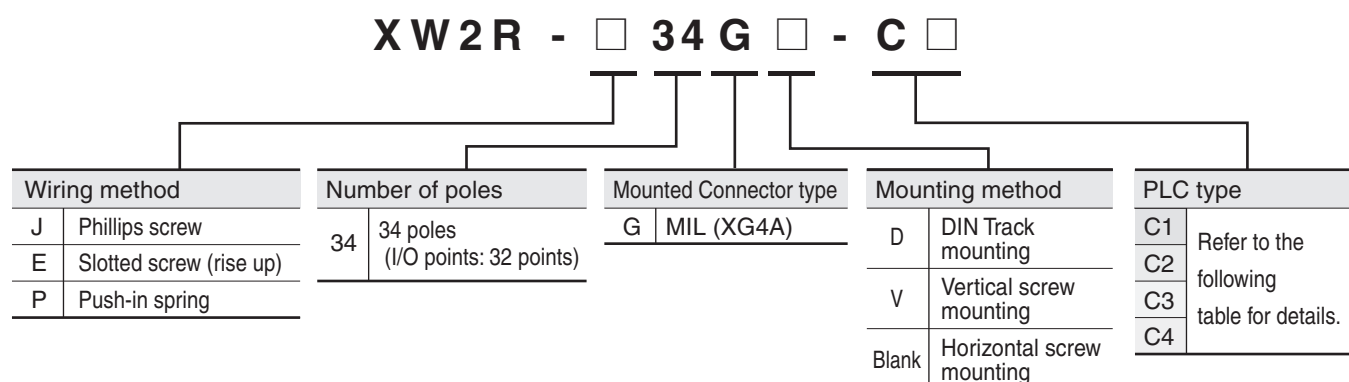 XW2R - □ 34 G □ - C □
Wiring method
J Phillips screw
E Slotted screw (rise up)
P Push-in spring
Number of poles
34 34 poles
(I/O points: 32 points)
Mounted Connector type
G MIL (XG4A)
Mounting method
D DIN Track
mounting
V Vertical screw
mounting
Blank Horizontal screw
mounting
PLC type
C1
C2
C3
C4
Refer to the
following
table for details.